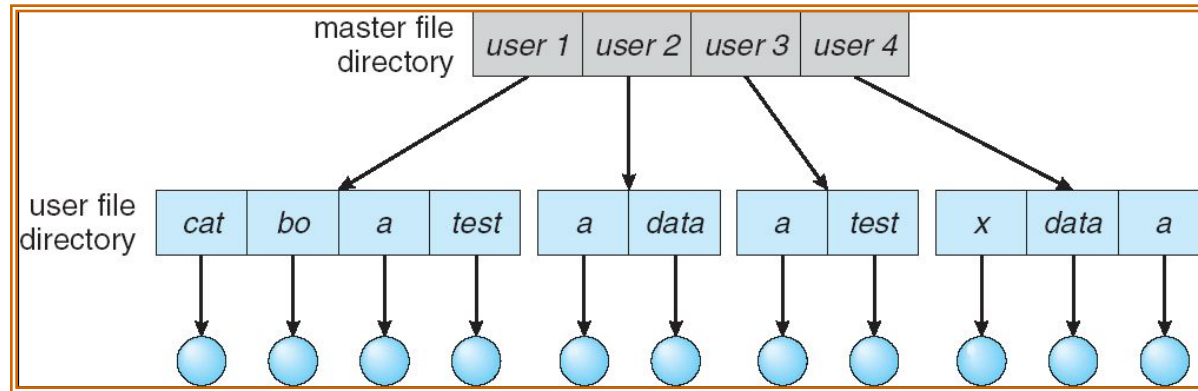 master file
directory
user 1 user 2 user 3 user 4
user file
directory
cat bo a test a data a test x data a